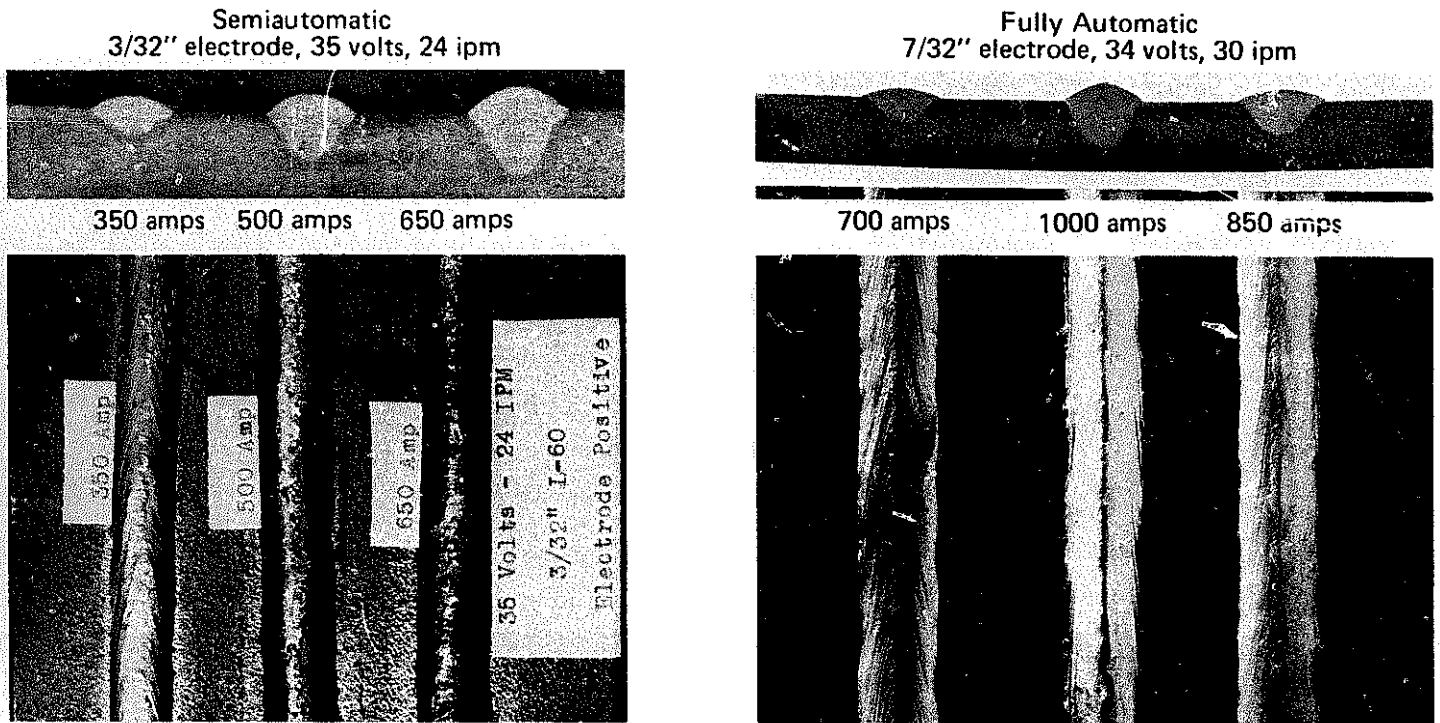 Semiautomatic
3/32" electrode, 35 volts, 24 ipm
350 amps 500 amps 650 amps
350 Amp
500 Amp
650 Amp
35 Volts - 24 IPM
3/32" L-60
Electrode Positive
Fully Automatic
7/32" electrode, 34 volts, 30 ipm
700 amps 1000 amps 850 amps